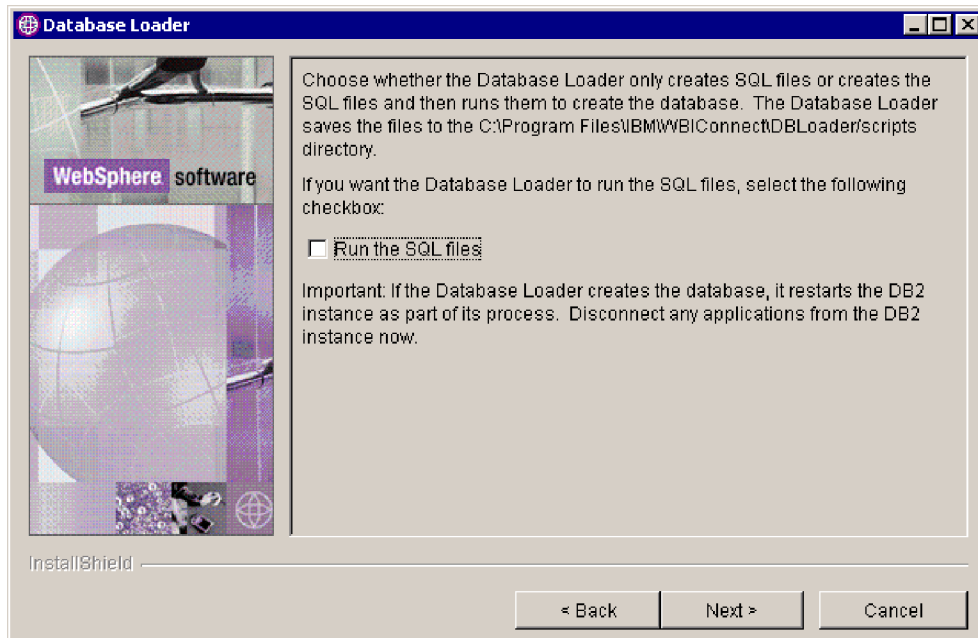 Database Loader
WebSphere software
Choose whether the Database Loader only creates SQL files or creates the
SQL files and then runs them to create the database. The Database Loader
saves the files to the C:\Program Files\IBM\WBIConnect\DBLoader/scripts
directory.
If you want the Database Loader to run the SQL files, select the following
checkbox:
Run the SQL files
Important: If the Database Loader creates the database, it restarts the DB2
instance as part of its process. Disconnect any applications from the DB2
instance now.
InstallShield
< Back
Next >
Cancel